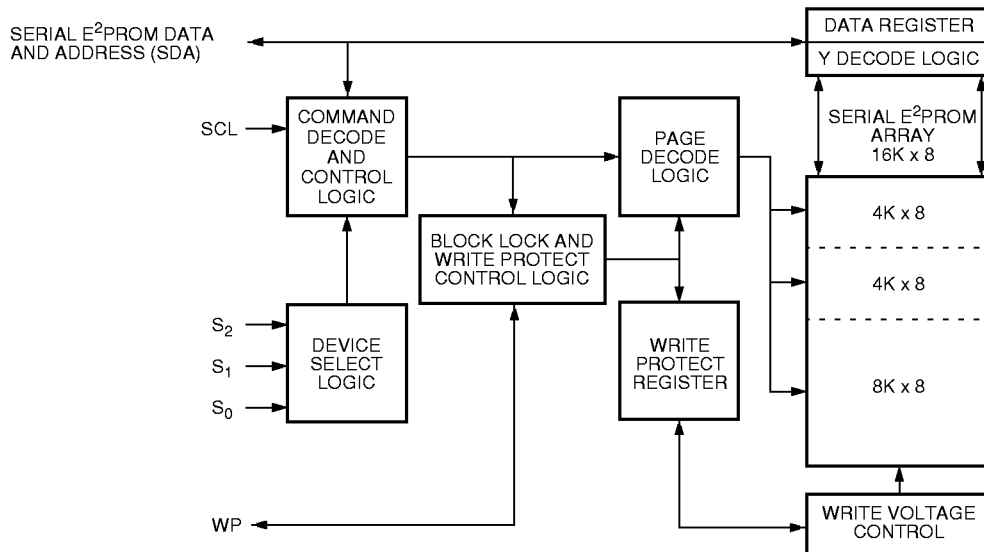 SERIAL E²PROM DATA
AND ADDRESS (SDA)
DATA REGISTER
Y DECODE LOGIC
SCL
COMMAND
DECODE
AND
CONTROL
LOGIC
PAGE
DECODE
LOGIC
SERIAL E²PROM
ARRAY
16K x 8
4K x 8
BLOCK LOCK AND
WRITE PROTECT
CONTROL LOGIC
4K x 8
S₂
S₁
S₀
DEVICE
SELECT
LOGIC
WRITE
PROTECT
REGISTER
8K x 8
WP
WRITE VOLTAGE
CONTROL